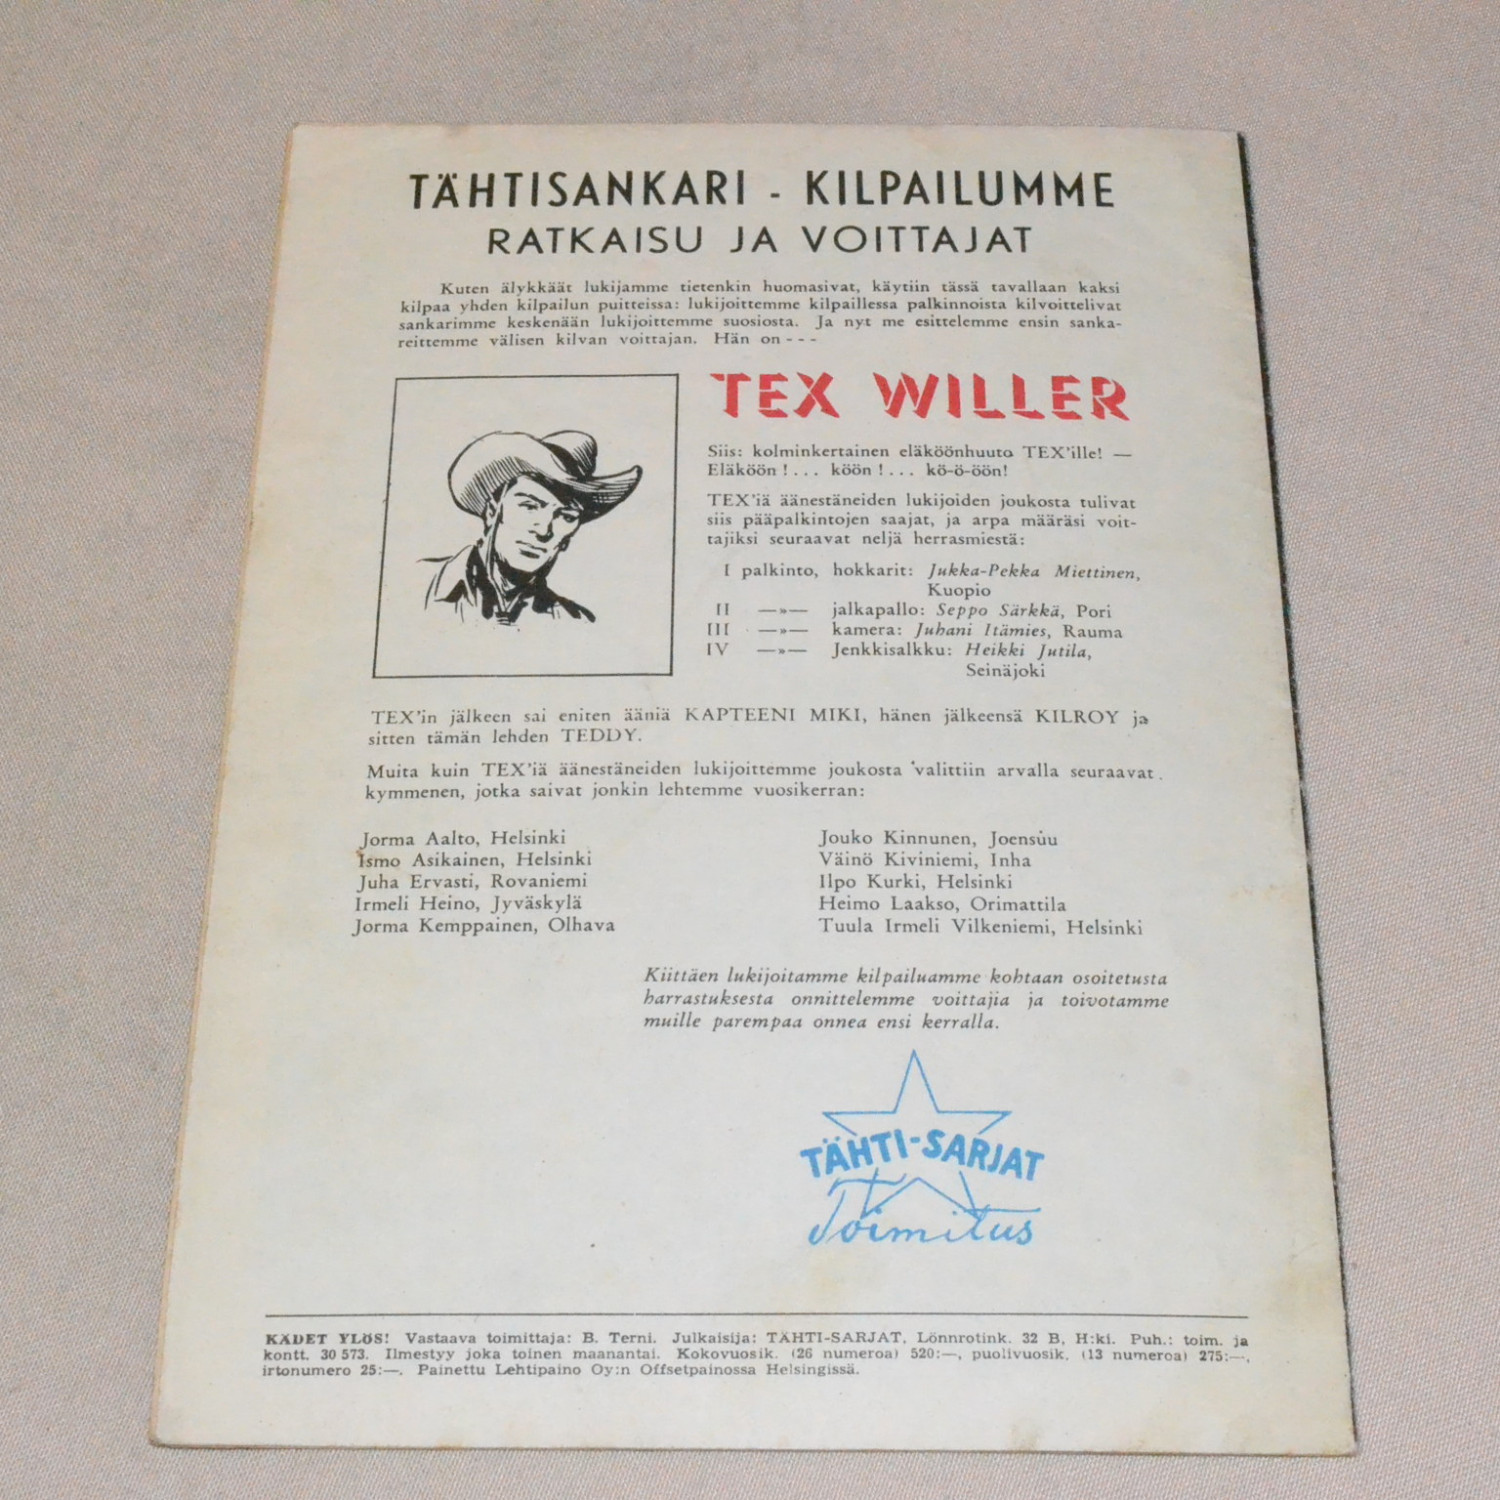 TÄHTISANKARI - KILPAILUMME
RATKAISU JA VOITTAJAT
Kuten älykkäät lukijamme tietenkin huomasivat, käytiin tässä tavallaan kaksi
kilpaa yhden kilpailun puitteissa: lukijoittemme kilpaillessa palkinnoista kilvoittelivat
sankarimme keskenään lukijoittemme suosiosta. Ja nyt me esittelemme ensin sanka-
reittemme välisen kilvan voittajan. Hän on - - -
TEX WILLER
Siis: kolminkertainen eläköönhuuto TEX'ille! —
Eläköön ! . . . köön ! . . . kö-ö-öön!
TEX'iä äänestäneiden lukijoiden joukosta tulivat
siis pääpalkintojen saajat, ja arpa määräsi voit-
tajiksi seuraavat neljä herrasmiestä:
I palkinto, hokkarit: Jukka-Pekka Miettinen,
Kuopio
II —»— jalkapallo: Seppo Särkkä, Pori
III —»— kamera: Juhani Itämies, Rauma
IV —»— Jenkkisalkku: Heikki Jutila,
Seinäjoki
TEX'in jälkeen sai eniten ääniä KAPTEENI MIKI, hänen jälkeensä KILROY ja
sitten tämän lehden TEDDY.
Muita kuin TEX'iä äänestäneiden lukijoittemme joukosta valittiin arvalla seuraavat
kymmenen, jotka saivat jonkin lehtemme vuosikerran:
Jorma Aalto, Helsinki
Ismo Asikainen, Helsinki
Juha Ervasti, Rovaniemi
Irmeli Heino, Jyväskylä
Jorma Kemppainen, Olhava
Jouko Kinnunen, Joensuu
Väinö Kiviniemi, Inha
Ilpo Kurki, Helsinki
Heimo Laakso, Orimattila
Tuula Irmeli Vilkeniemi, Helsinki
Kiittäen lukijoitamme kilpailuamme kohtaan osoitetusta
harrastuksesta onnittelemme voittajia ja toivotamme
muille parempaa onnea ensi kerralla.
TÄHTI-SARJAT
Toimitus
KÄDET YLÖS! Vastaava toimittaja: B. Terni. Julkaisija: TÄHTI-SARJAT, Lönnrotink. 32 B, H:ki. Puh.: toim. ja
kontt. 30 573. Ilmestyy joka toinen maanantai. Kokovuosik. (26 numeroa) 520:—, puolivuosik. (13 numeroa) 275:—,
irtonumero 25:—. Painettu Lehtipaino Oy:n Offsetpainossa Helsingissä.